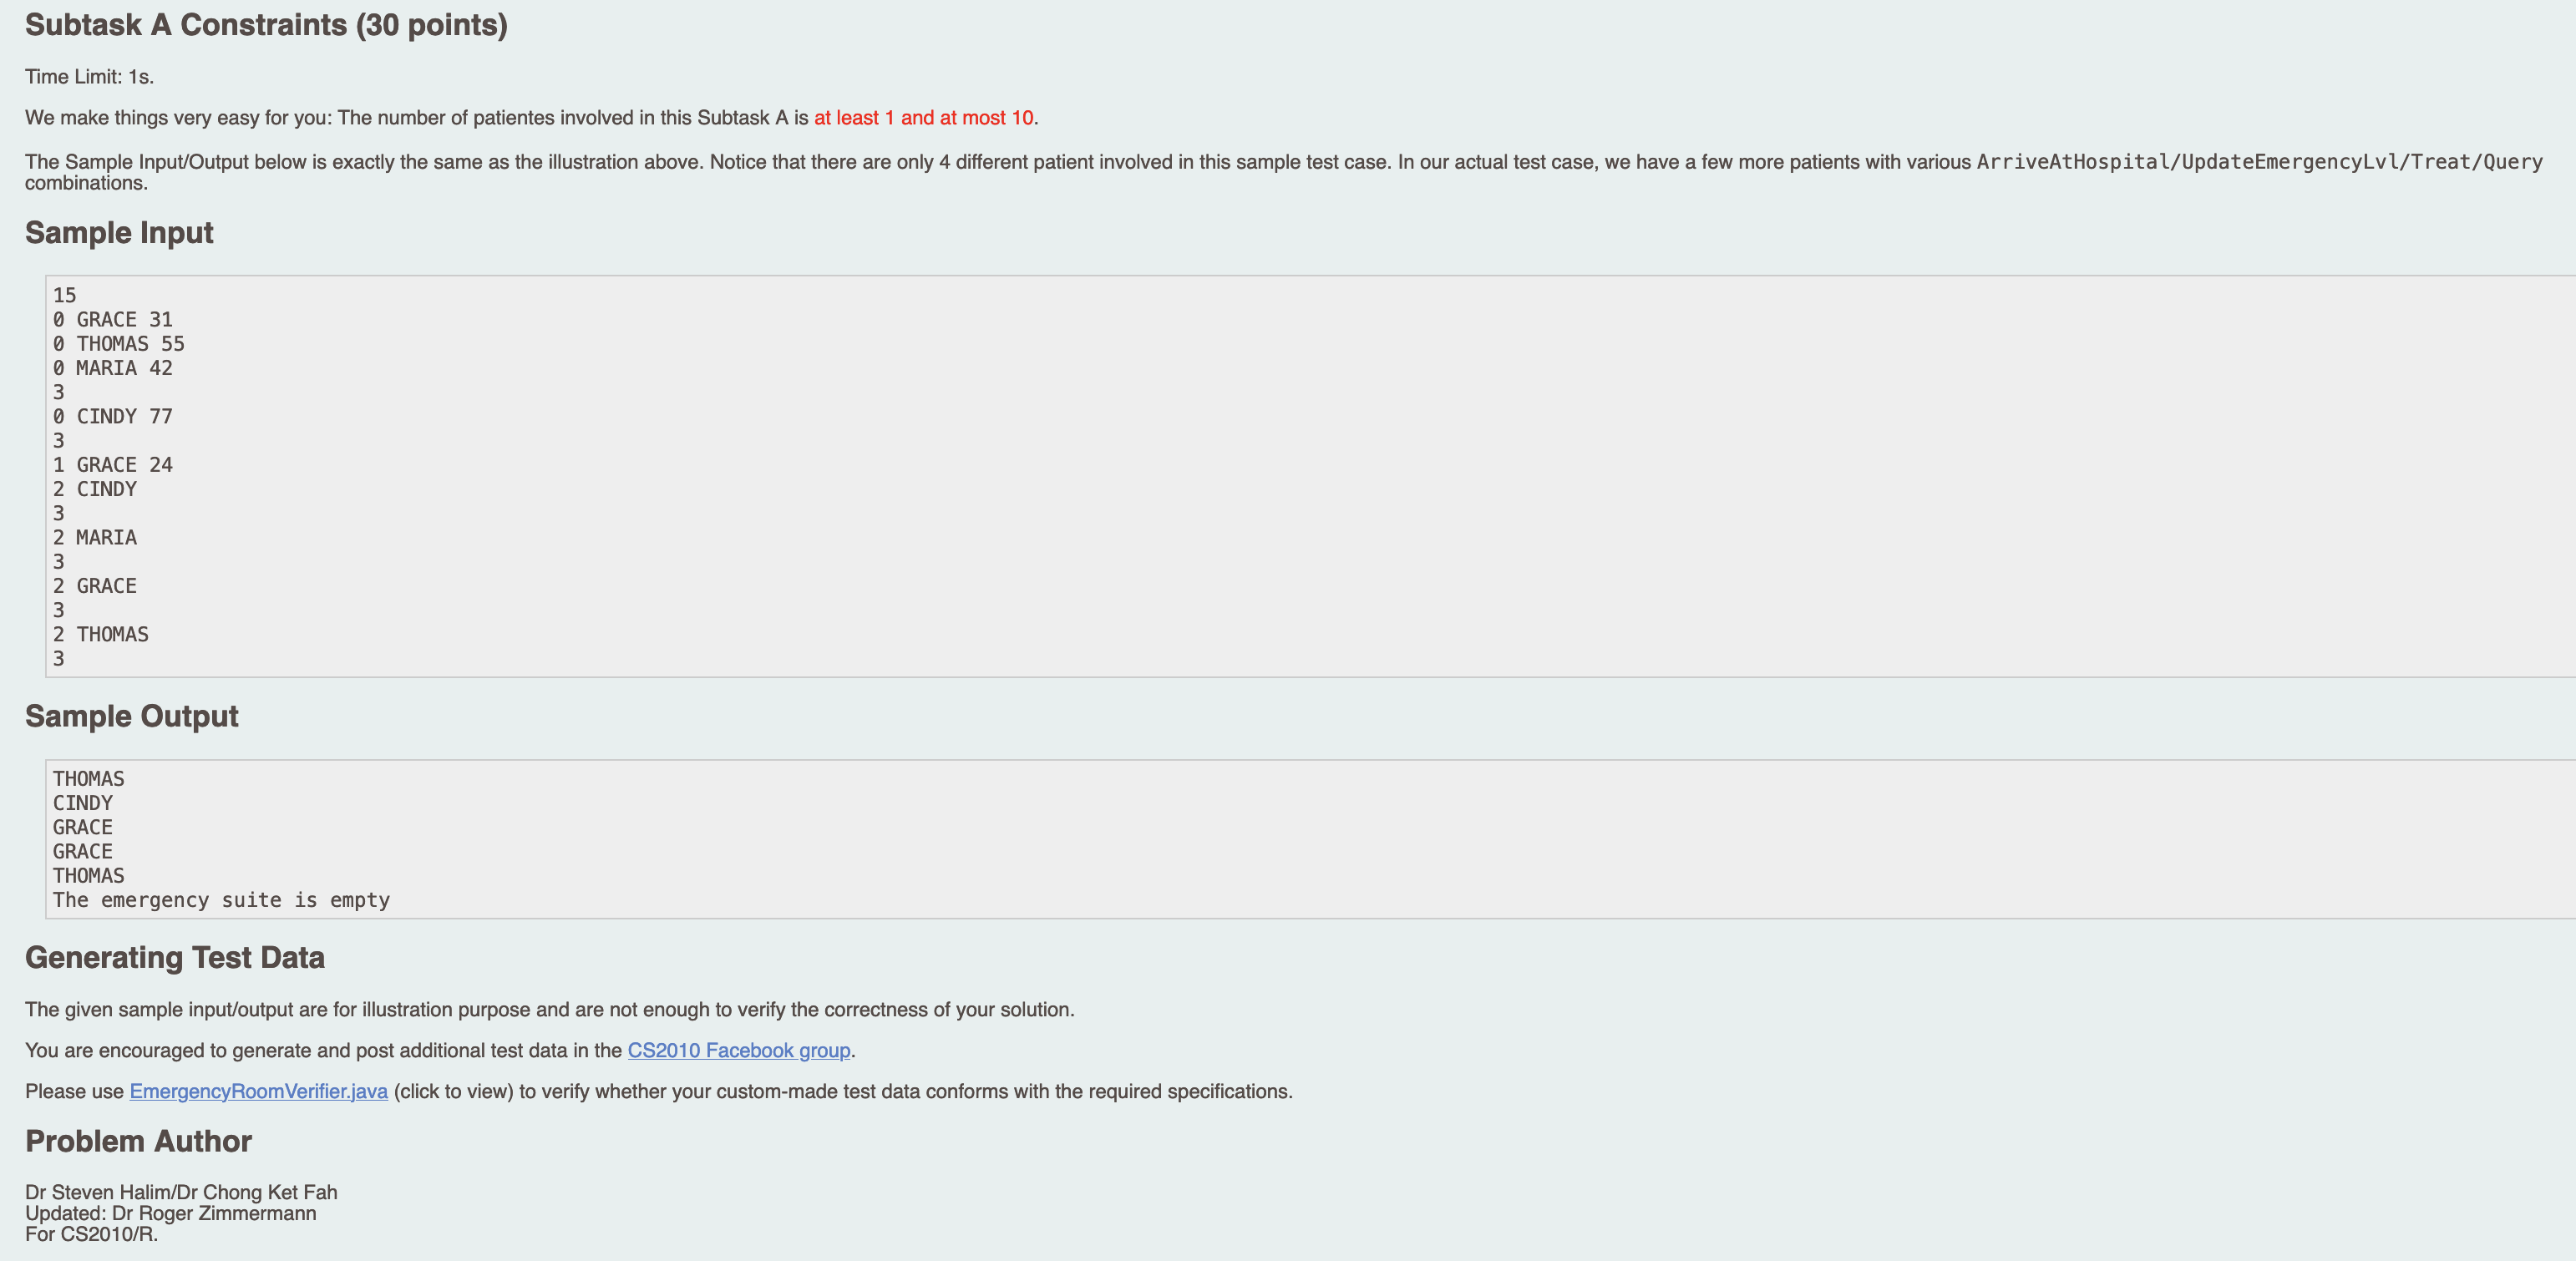 Subtask A Constraints (30 points)
Time Limit: 1s.
We make things very easy for you: The number of patientes involved in this Subtask A is at least 1 and at most 10.
The Sample Input/Output below is exactly the same as the illustration above. Notice that there are only 4 different patient involved in this sample test case. In our actual test case, we have a few more patients with various ArriveAtHospital/UpdateEmergencyLvl/Treat/Query
combinations.
Sample Input
15
0 GRACE 31
0 THOMAS 55
0 MARIA 42
3
0 CINDY 77
3
1 GRACE 24
2 CINDY
3
2 MARIA
3
2 GRACE
3
2 THOMAS
3
Sample Output
THOMAS
CINDY
GRACE
GRACE
THOMAS
The emergency suite is empty
Generating Test Data
The given sample input/output are for illustration purpose and are not enough to verify the correctness of your solution.
You are encouraged to generate and post additional test data in the CS2010 Facebook group.
Please use EmergencyRoomVerifier.java (click to view) to verify whether your custom-made test data conforms with the required specifications.
Problem Author
Dr Steven Halim/Dr Chong Ket Fah
Updated: Dr Roger Zimmermann
For CS2010/R.